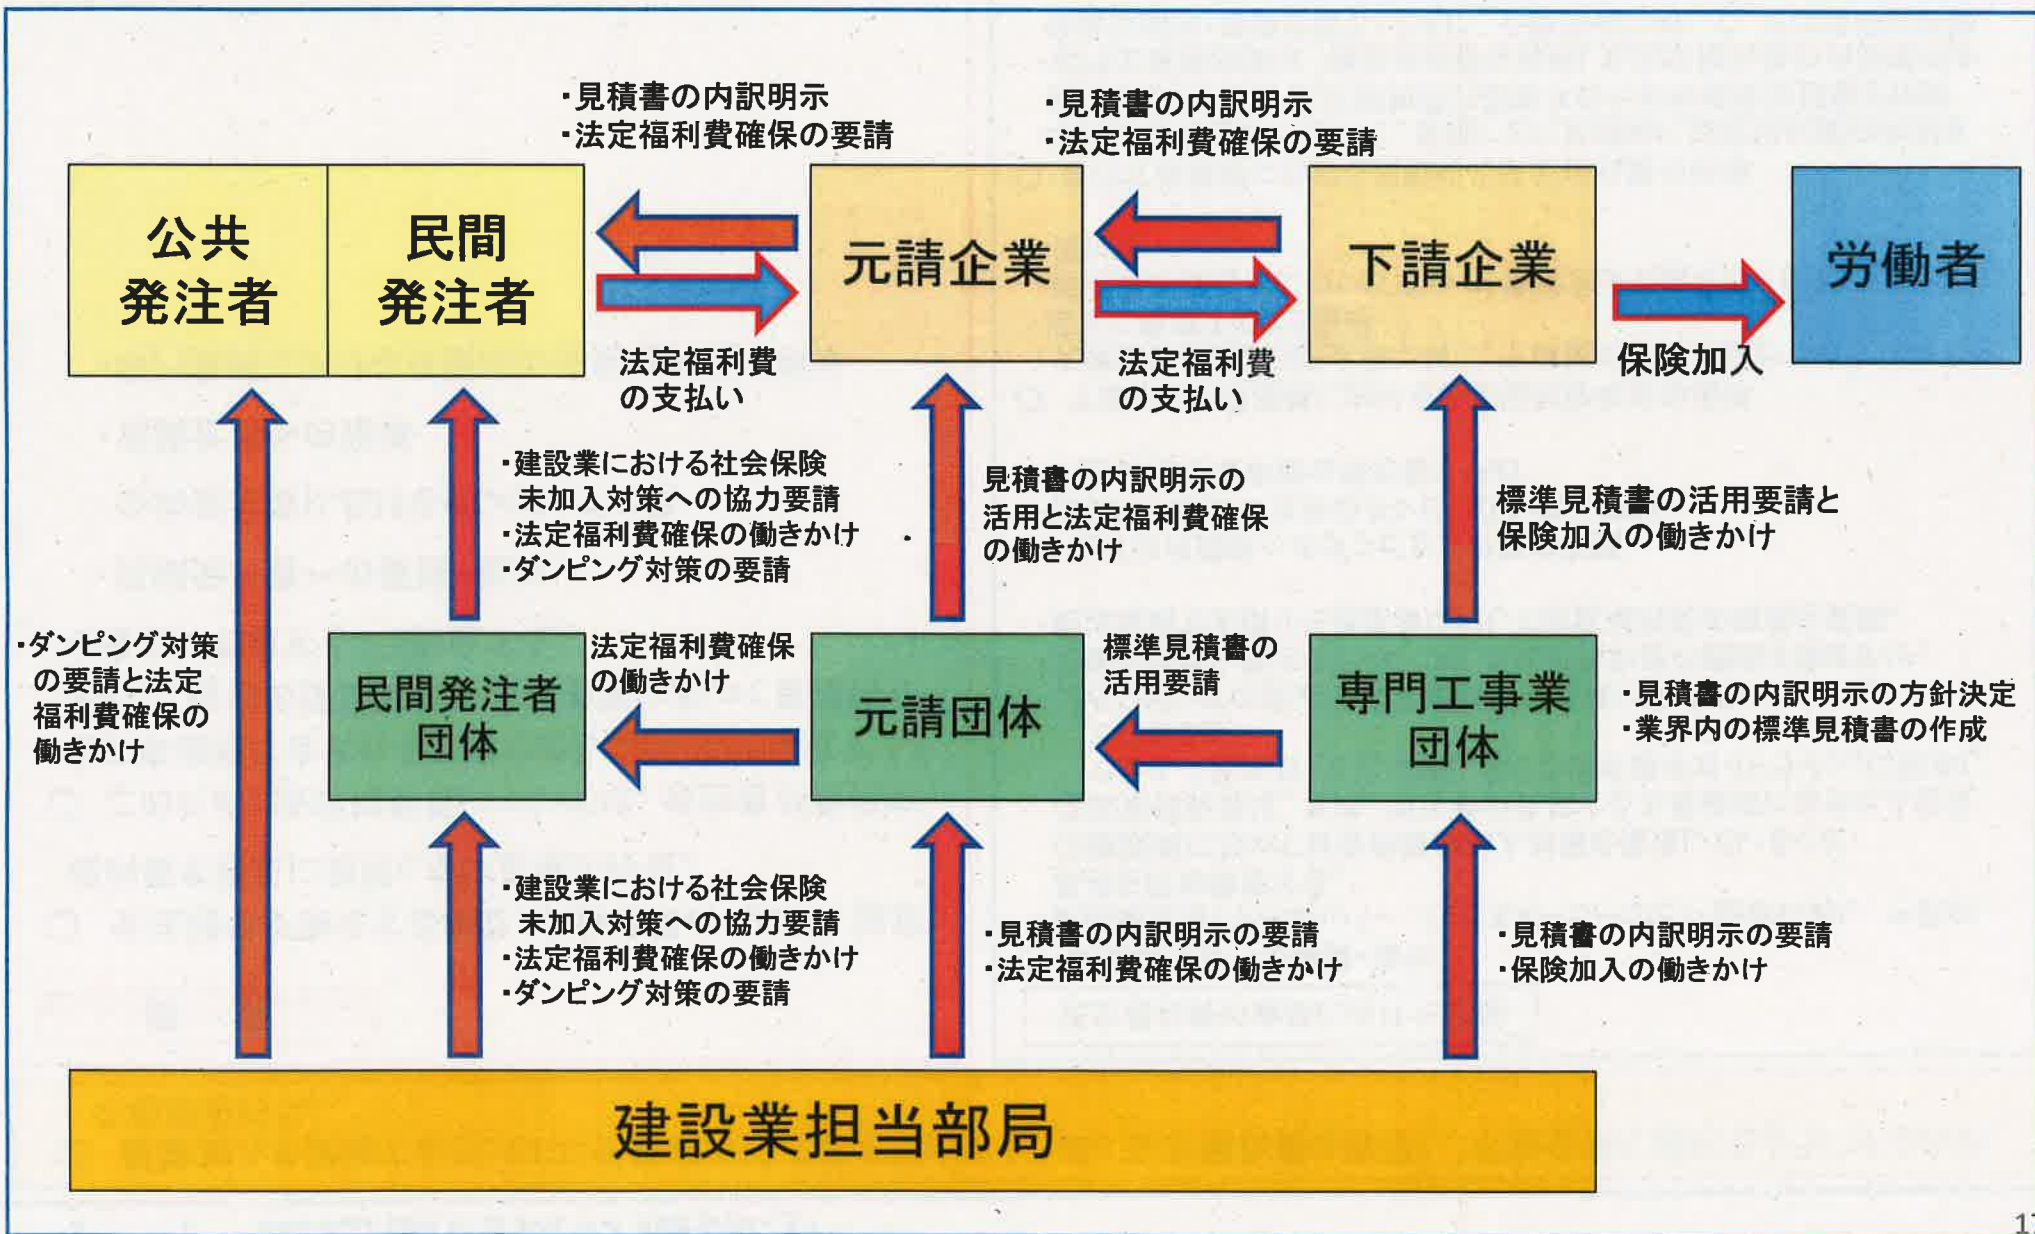 ・見積書の内訳明示
・法定福利費確保の要請
・見積書の内訳明示
・法定福利費確保の要請
公共
発注者
民間
発注者
元請企業
下請企業
労働者
法定福利費
の支払い
法定福利費
の支払い
保険加入
・建設業における社会保険
未加入対策への協力要請
・法定福利費確保の働きかけ
・ダンピング対策の要請
見積書の内訳明示の
活用と法定福利費確保
の働きかけ
標準見積書の活用要請と
保険加入の働きかけ
・ダンピング対策
の要請と法定
福利費確保の
働きかけ
民間発注者
団体
法定福利費確保
の働きかけ
元請団体
標準見積書の
活用要請
専門工事業
団体
・見積書の内訳明示の方針決定
・業界内の標準見積書の作成
・建設業における社会保険
未加入対策への協力要請
・法定福利費確保の働きかけ
・ダンピング対策の要請
・見積書の内訳明示の要請
・法定福利費確保の働きかけ
・見積書の内訳明示の要請
・保険加入の働きかけ
建設業担当部局